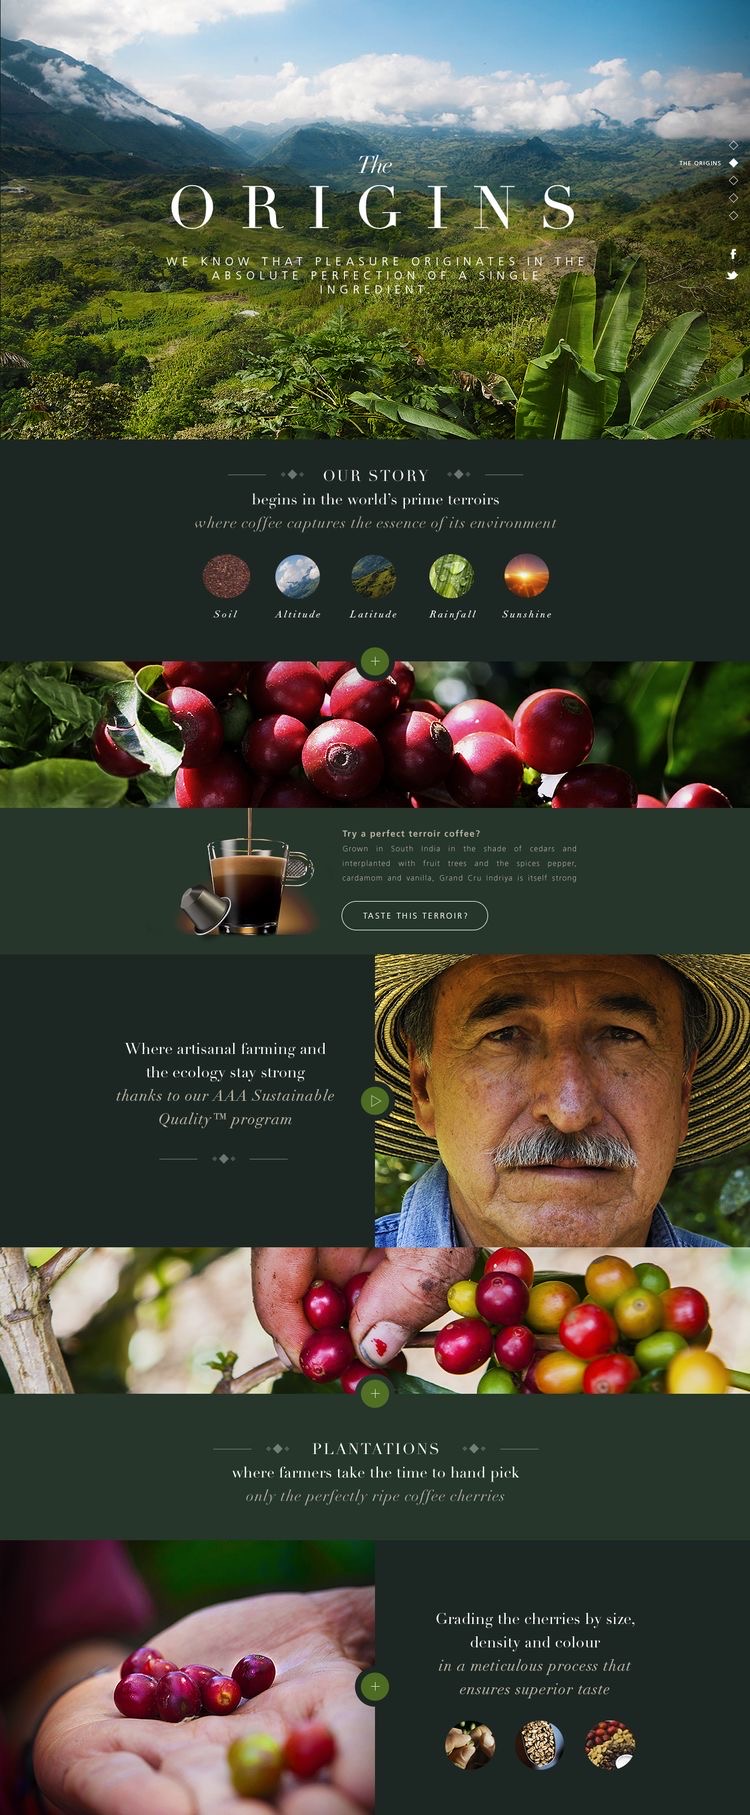 The
ORIGINS
THE ORIGINS
WE KNOW THAT PLEASURE ORIGINATES IN THE
ABSOLUTE PERFECTION OF A SINGLE
INGREDIENT.
OUR STORY
begins in the world's prime terroirs
where coffee captures the essence of its environment
Soil Altitude Latitude Rainfall Sunshine
Try a perfect terroir coffee?
Grown in South India in the shade of cedars and
interplanted with fruit trees and the spices pepper,
cardamom and vanilla, Grand Cru Indriya is itself strong
TASTE THIS TERROIR?
Where artisanal farming and
the ecology stay strong
thanks to our AAA Sustainable
Quality™ program
PLANTATIONS
where farmers take the time to hand pick
only the perfectly ripe coffee cherries
Grading the cherries by size,
density and colour
in a meticulous process that
ensures superior taste